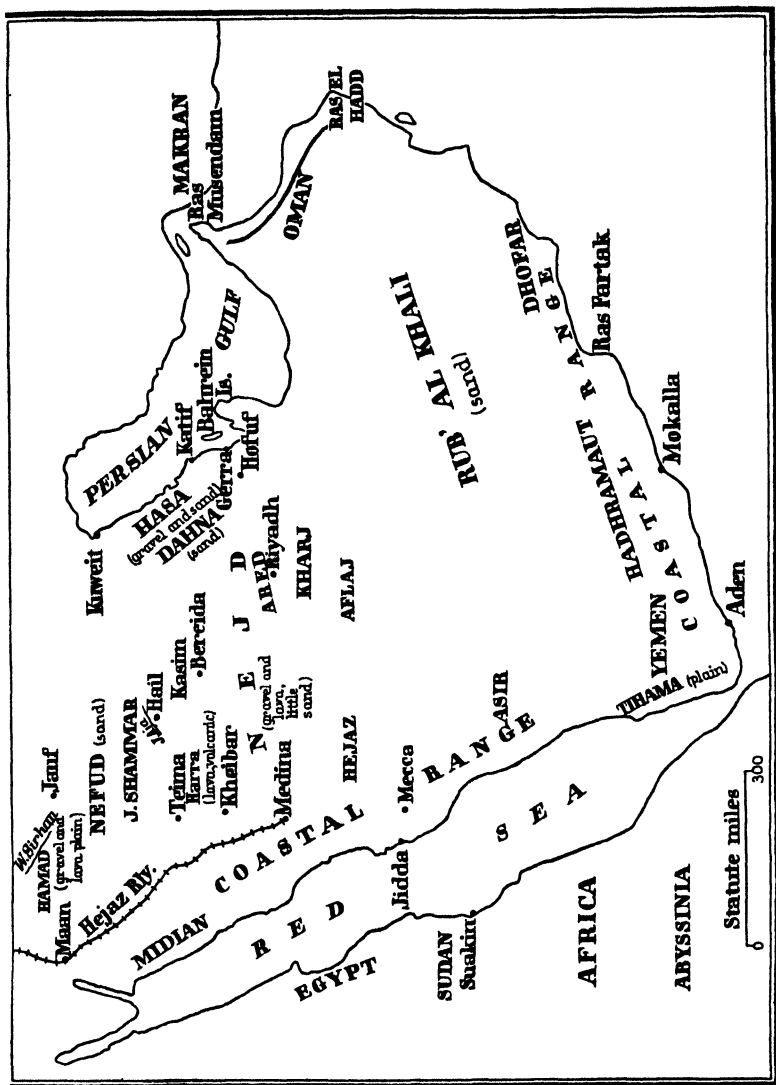 MAKRAN
Ras
Musendam
RAS EL
HADD
OMAN
PERSIAN GULF
Katif
Bahrein
Is.
HASA
(gravel and sand)
DAHNA
(sand)
Gerra
Hofuf
Kuweit
RUB' AL KHALI
(sand)
DHOFAR
Ras Fartak
HADHRAMAUT RANGE
COASTAL
Mokalla
Riyadh
ARED
KHARJ
AFLAJ
NEJD
(gravel and
lava,
little
sand)
Bereida
Kasim
Hail
Jauf
NEFUD (sand)
J. SHAMMAR
Teima
Harra
(lava, volcanic)
Kheibar
Medina
HEJAZ
W. Sirhan
HAMAD
(gravel and
lava plain)
Maan
Hejaz Rly.
MIDIAN
COASTAL RANGE
Mecca
ASIR
YEMEN
TIHAMA (plain)
Aden
RED SEA
Jidda
EGYPT
SUDAN
Suakin
AFRICA
ABYSSINIA
Statute miles
0 300